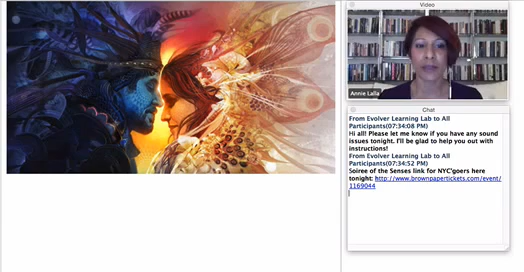 Video
Annie Lalla
Chat
From Evolver Learning Lab to All
Participants(07:34:08 PM)
Hi all! Please let me know if you have any sound
issues tonight. I'll be glad to help you out with
instructions!
From Evolver Learning Lab to All
Participants(07:34:52 PM)
Soiree of the Senses link for NYC'goers here
tonight: http://www.brownpapertickets.com/event/
1169044